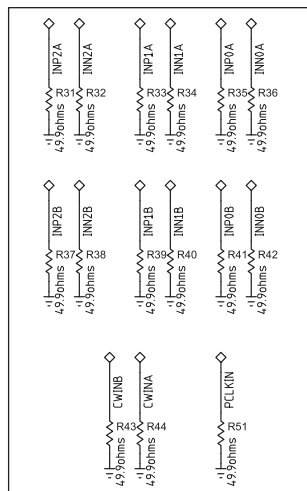 INP2A INN2A INP1A INN1A INP0A INN0A
R31 R32 R33 R34 R35 R36
49.9ohms 49.9ohms 49.9ohms 49.9ohms 49.9ohms 49.9ohms
INP2B INN2B INP1B INN1B INP0B INN0B
R37 R38 R39 R40 R41 R42
49.9ohms 49.9ohms 49.9ohms 49.9ohms 49.9ohms 49.9ohms
CWINB CWINA PCLKIN
R43 R44 R51
49.9ohms 49.9ohms 49.9ohms